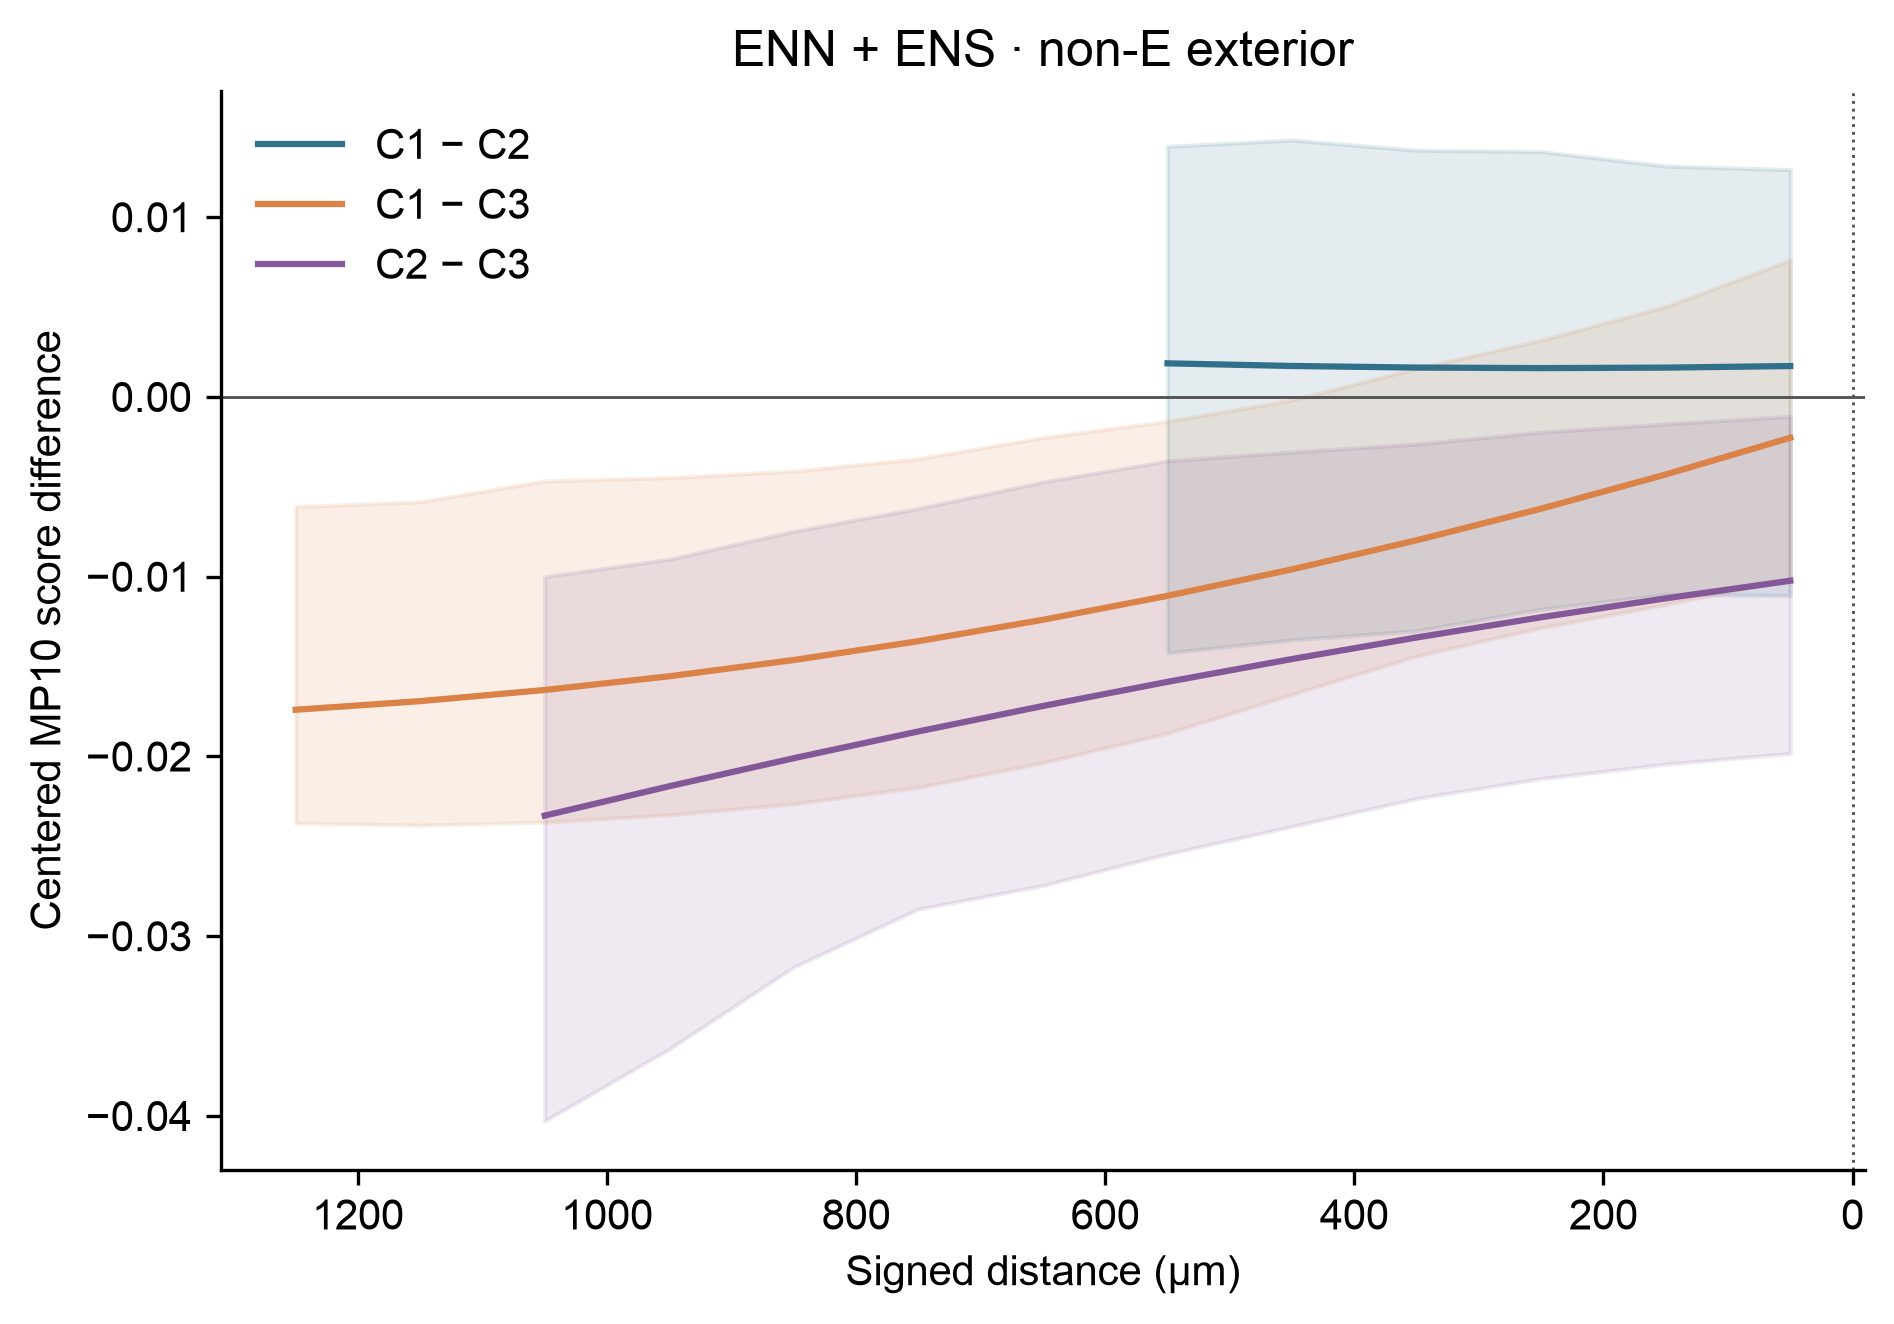 ENN + ENS · non-E exterior
C1 − C2
C1 − C3
C2 − C3
Centered MP10 score difference
0.01
0.00
−0.01
−0.02
−0.03
−0.04
1200 1000 800 600 400 200 0
Signed distance (µm)